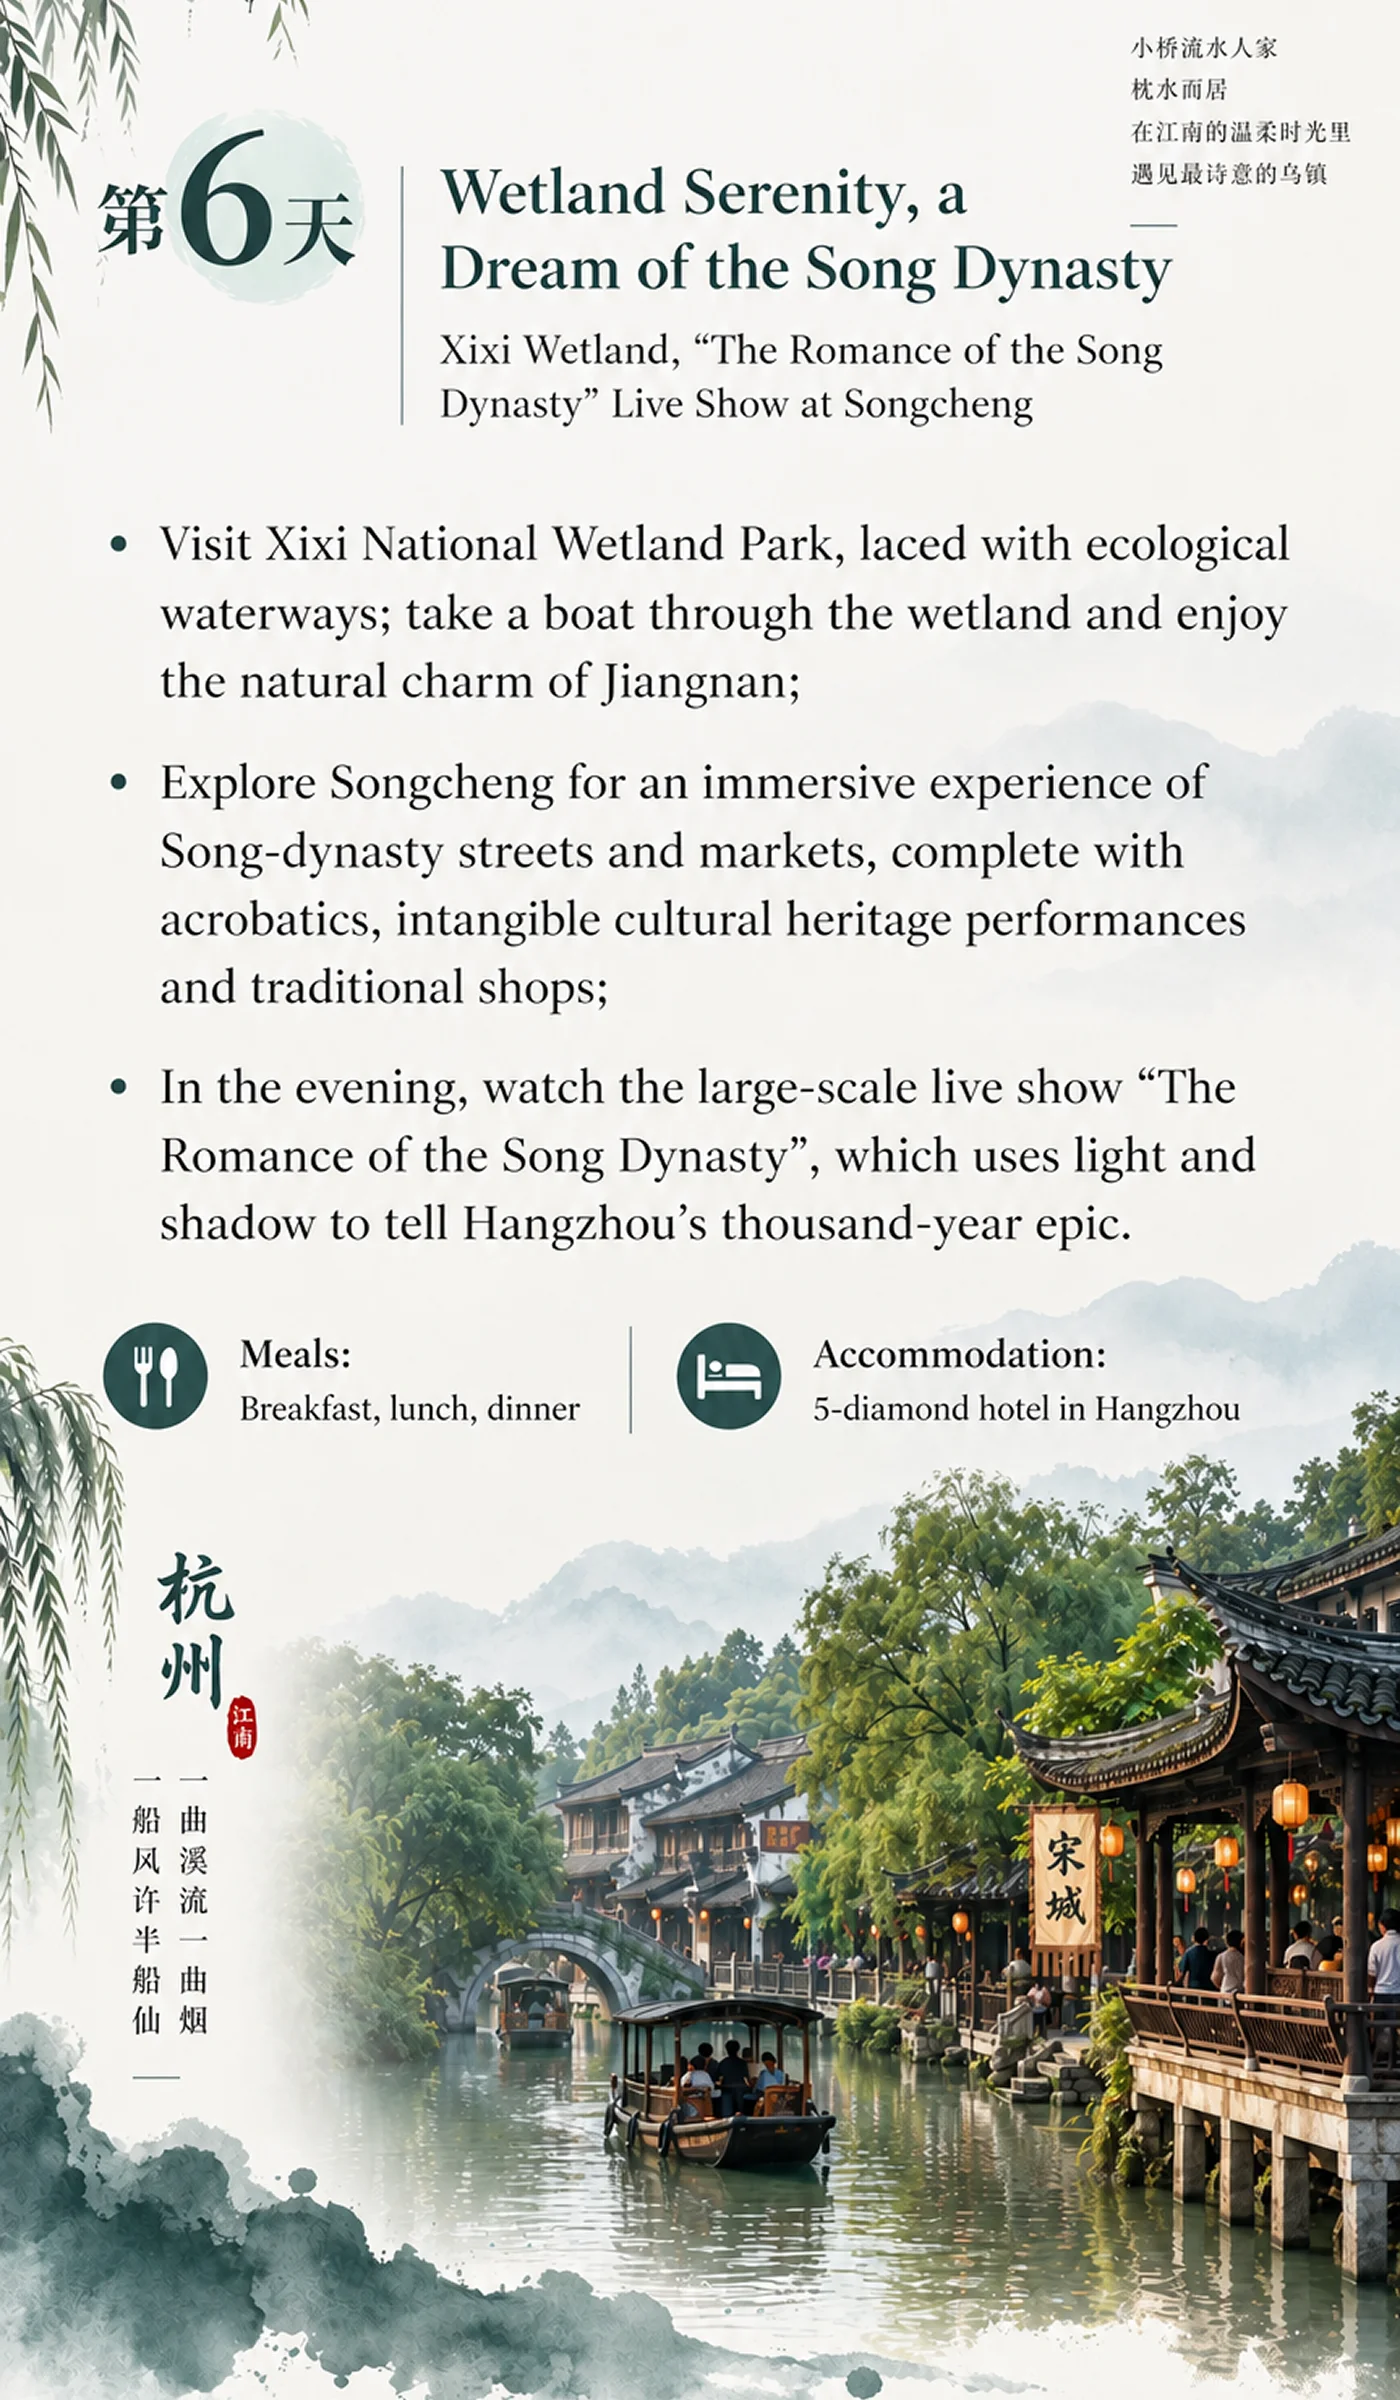 小桥流水人家
枕水而居
在江南的温柔时光里
遇见最诗意的乌镇
第6天
Wetland Serenity, a
Dream of the Song Dynasty
Xixi Wetland, “The Romance of the Song
Dynasty” Live Show at Songcheng
• Visit Xixi National Wetland Park, laced with ecological
waterways; take a boat through the wetland and enjoy
the natural charm of Jiangnan;
• Explore Songcheng for an immersive experience of
Song-dynasty streets and markets, complete with
acrobatics, intangible cultural heritage performances
and traditional shops;
• In the evening, watch the large-scale live show “The
Romance of the Song Dynasty”, which uses light and
shadow to tell Hangzhou’s thousand-year epic.
Meals:
Breakfast, lunch, dinner
Accommodation:
5-diamond hotel in Hangzhou
杭州
江南
一曲溪流一曲烟
一船风许半船仙
宋城